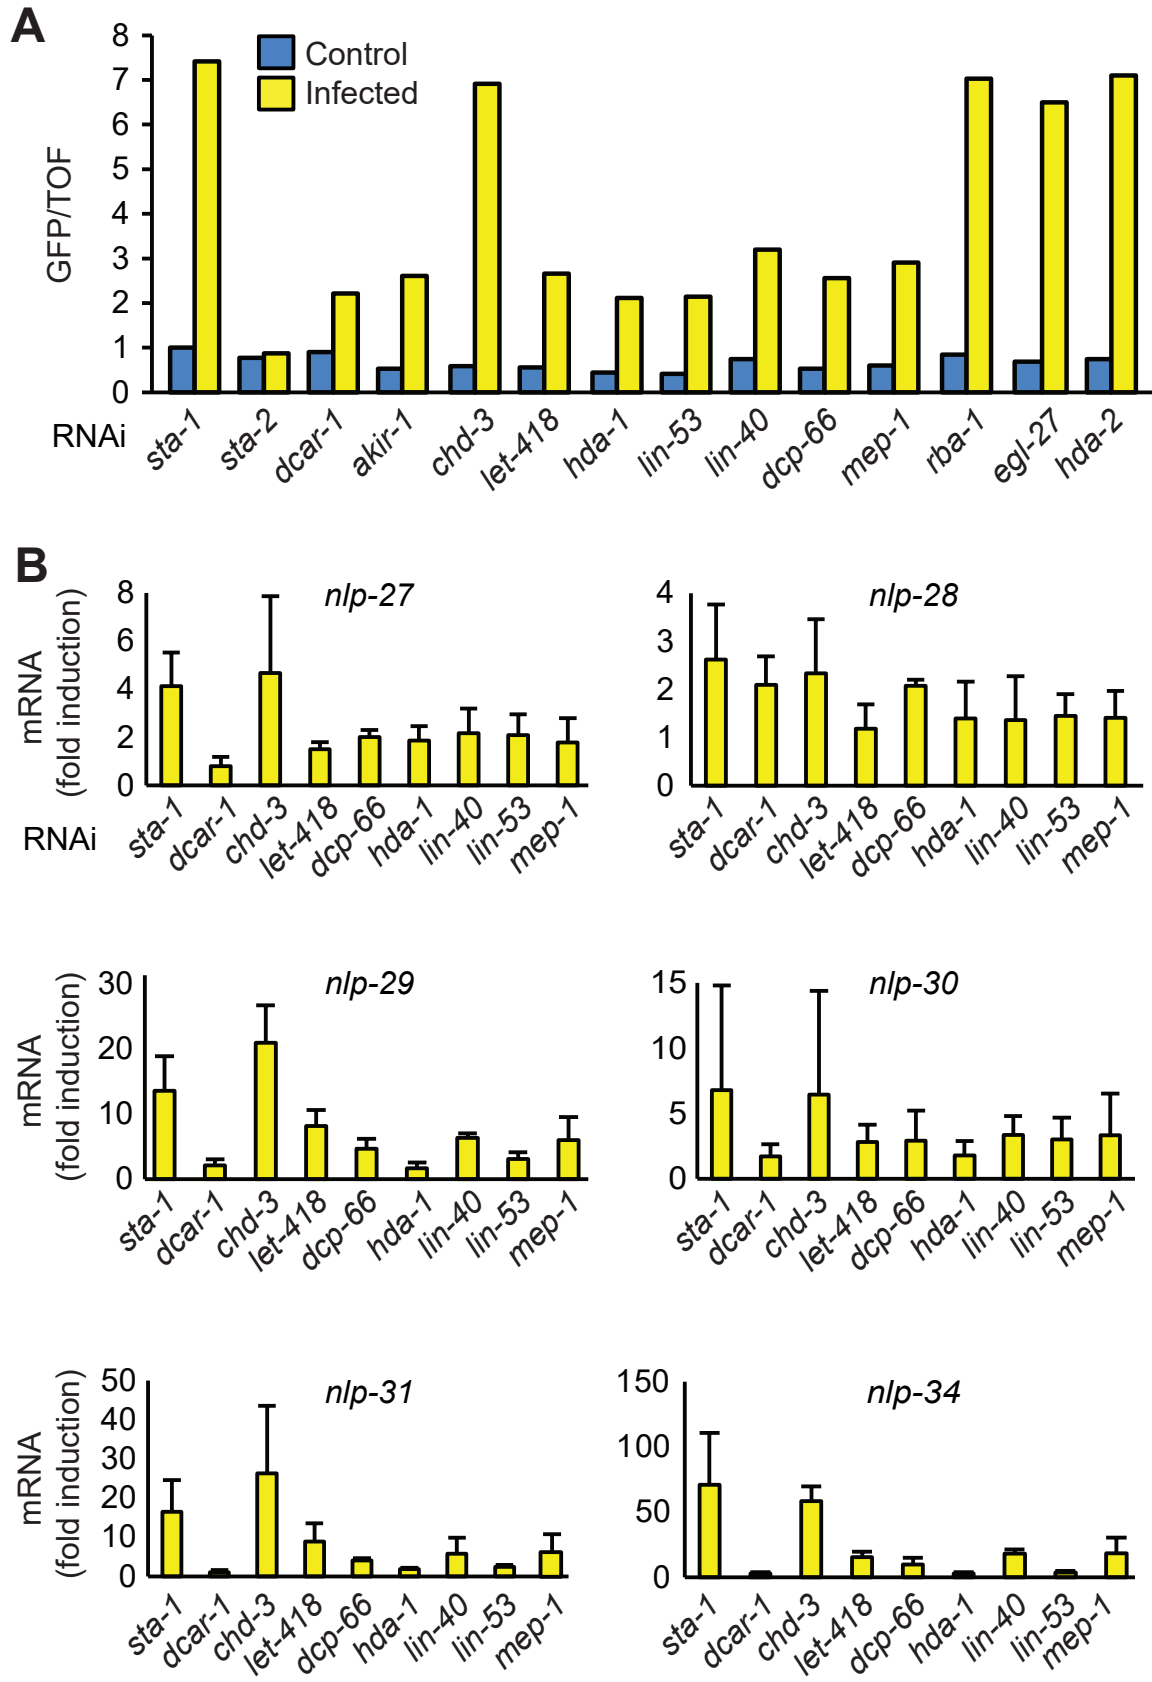 A
8
7
6
5
4
3
2
1
0
GFP/TOF
Control
Infected
RNAi
sta-1
sta-2
dcar-1
akir-1
chd-3
let-418
hda-1
lin-53
lin-40
dcp-66
mep-1
rba-1
egl-27
hda-2
B
mRNA
(fold induction)
8
6
4
2
0
nlp-27
RNAi
sta-1
dcar-1
chd-3
let-418
dcp-66
hda-1
lin-40
lin-53
mep-1
4
3
2
1
0
nlp-28
sta-1
dcar-1
chd-3
let-418
dcp-66
hda-1
lin-40
lin-53
mep-1
mRNA
(fold induction)
30
20
10
0
nlp-29
sta-1
dcar-1
chd-3
let-418
dcp-66
hda-1
lin-40
lin-53
mep-1
15
10
5
0
nlp-30
sta-1
dcar-1
chd-3
let-418
dcp-66
hda-1
lin-40
lin-53
mep-1
mRNA
(fold induction)
50
40
30
20
10
0
nlp-31
sta-1
dcar-1
chd-3
let-418
dcp-66
hda-1
lin-40
lin-53
mep-1
150
100
50
0
nlp-34
sta-1
dcar-1
chd-3
let-418
dcp-66
hda-1
lin-40
lin-53
mep-1